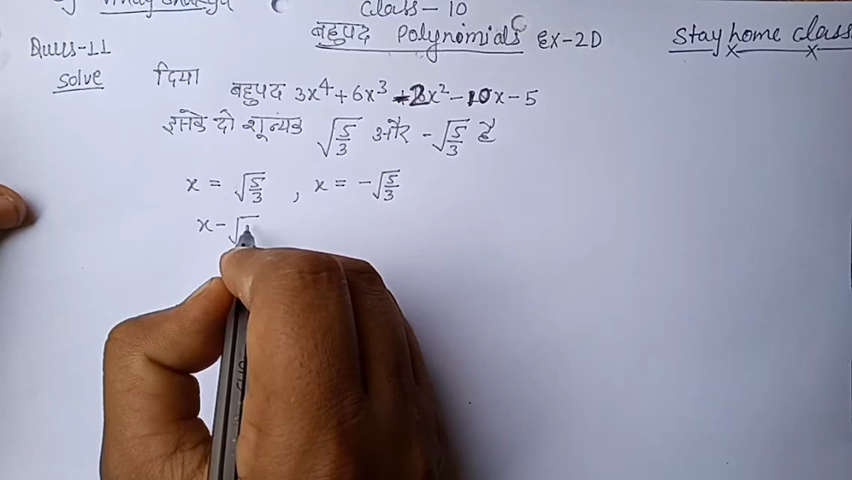 Class-10
बहुपद Polynimials Ex-2D
Stay home class
Ques-11
Solve
दिया
बहुपद 3x⁴+6x³-2x²-10x-5
इसके दो शून्यक √5/3 और -√5/3 है
x = √5/3 , x = -√5/3
x-√